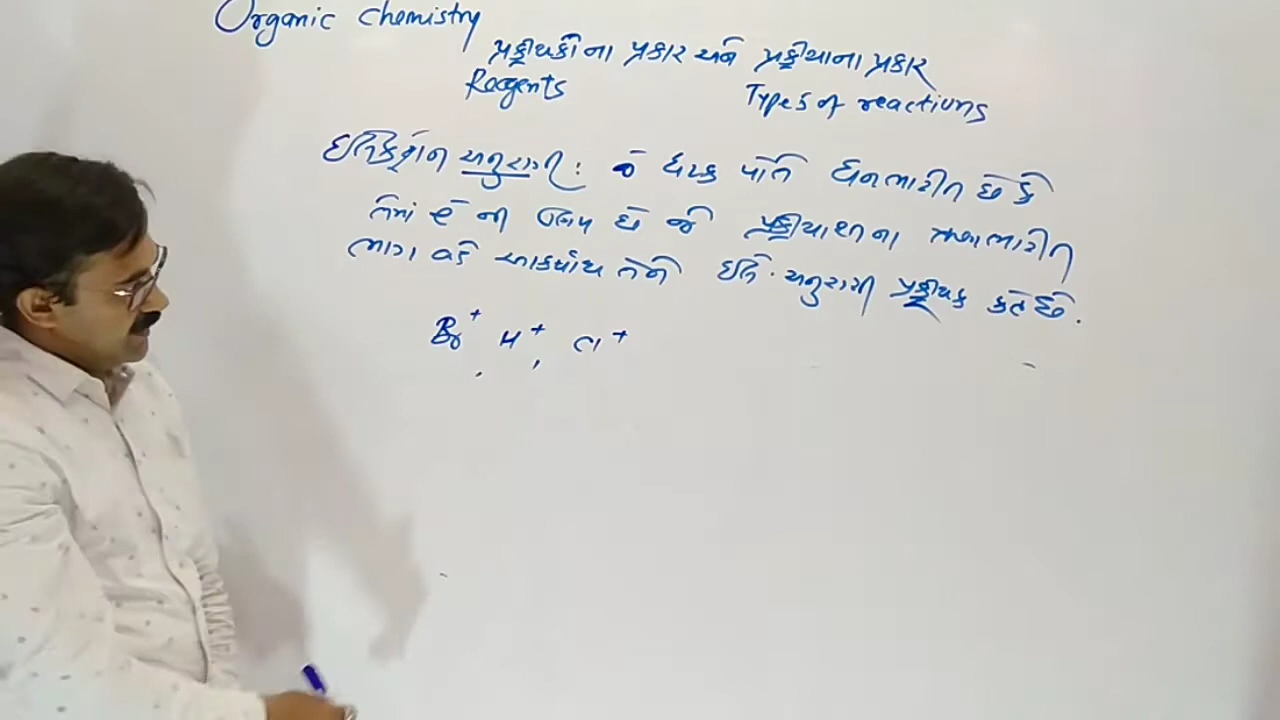 Organic chemistry
પ્રક્રીયકોના પ્રકાર અને પ્રક્રીયાના પ્રકાર
Reagents Types of reactions
ઇલેક્ટ્રોન અનુરાગી : જે ઘટક પોતે ધનભારીત છે કે
તેમાં ē ની ઉણપ છે જે પ્રક્રીયાર્થીના ઋણભારીત
ભાગ વડે આકર્ષાય તેને ઇલે. અનુરાગી પ્રક્રીયક કહે છે.
Br⁺, H⁺, Cl⁺